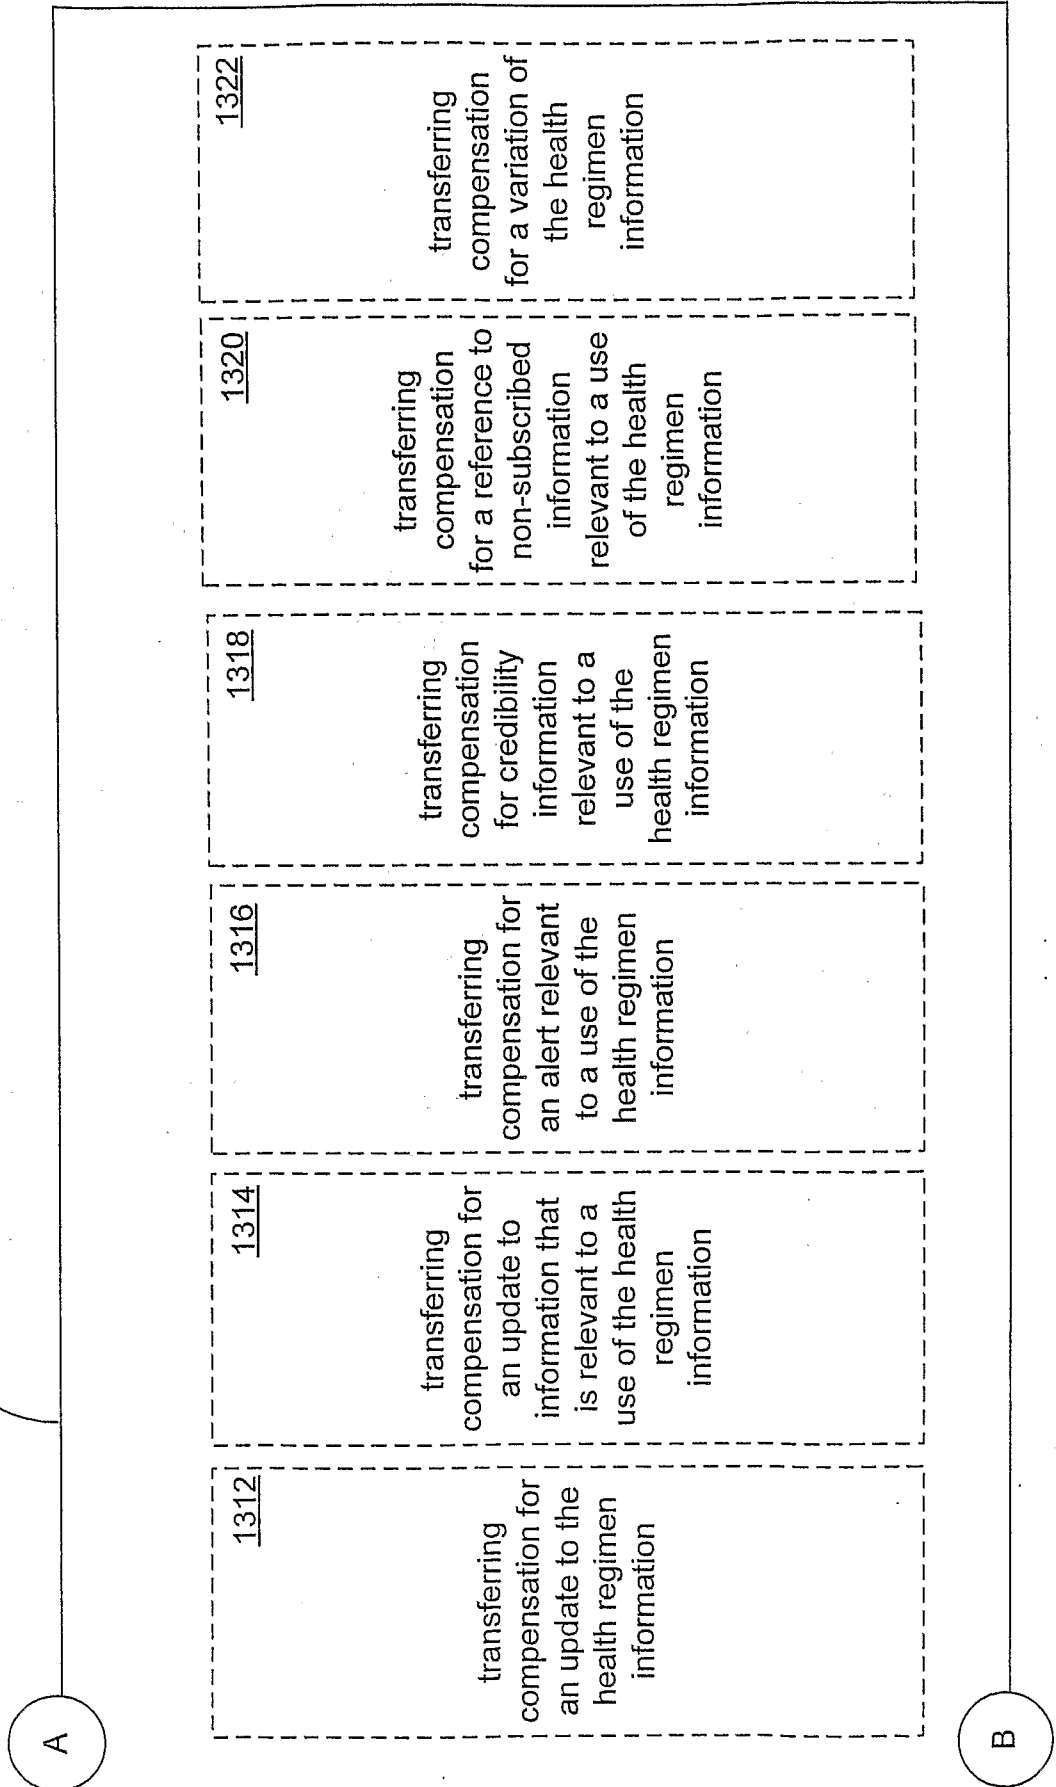 A
1312
transferring
compensation for
an update to the
health regimen
information
1314
transferring
compensation for
an update to
information that
is relevant to a
use of the health
regimen
information
1316
transferring
compensation for
an alert relevant
to a use of the
health regimen
information
1318
transferring
compensation
for credibility
information
relevant to a
use of the
health regimen
information
1320
transferring
compensation
for a reference to
non-subscribed
information
relevant to a use
of the health
regimen
information
1322
transferring
compensation
for a variation of
the health
regimen
information
B